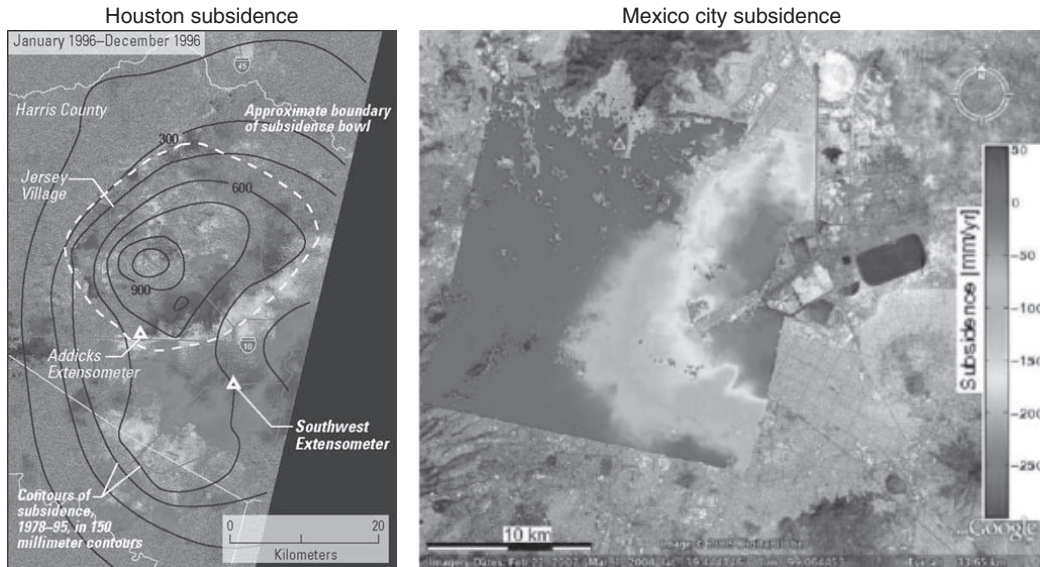 Houston subsidence
January 1996–December 1996
45
Harris County
Approximate boundary
of subsidence bowl
300
Jersey
Village
600
900
Addicks
Extensometer
10
Southwest
Extensometer
Contours of
subsidence,
1978–95, in 150
millimeter contours
0 20
Kilometers
Mexico city subsidence
N
50
0
−50
−100
−150
−200
−250
Subsidence [mm/yr]
10 km
Google